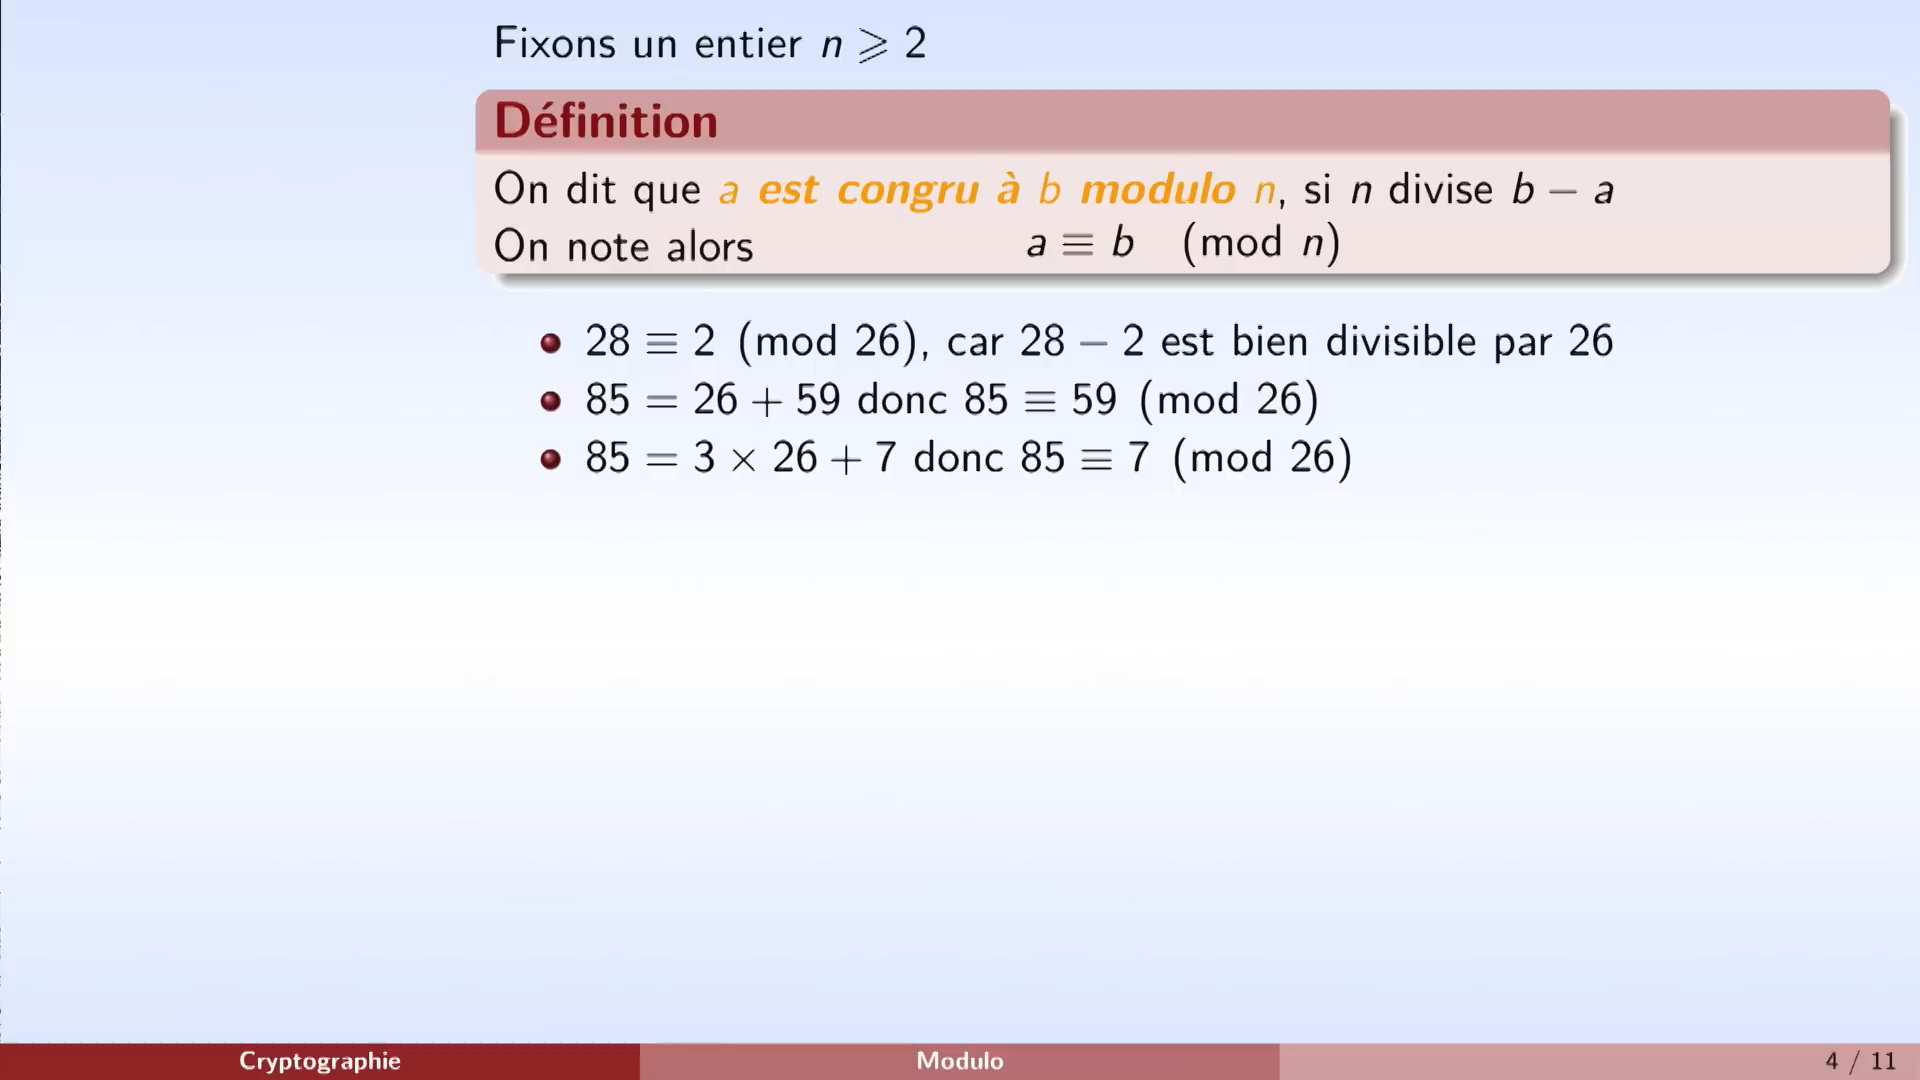 Fixons un entier n ⩾ 2
Définition
On dit que a est congru à b modulo n, si n divise b − a
On note alors a ≡ b (mod n)
• 28 ≡ 2 (mod 26), car 28 − 2 est bien divisible par 26
• 85 = 26 + 59 donc 85 ≡ 59 (mod 26)
• 85 = 3 × 26 + 7 donc 85 ≡ 7 (mod 26)
Cryptographie Modulo 4 / 11